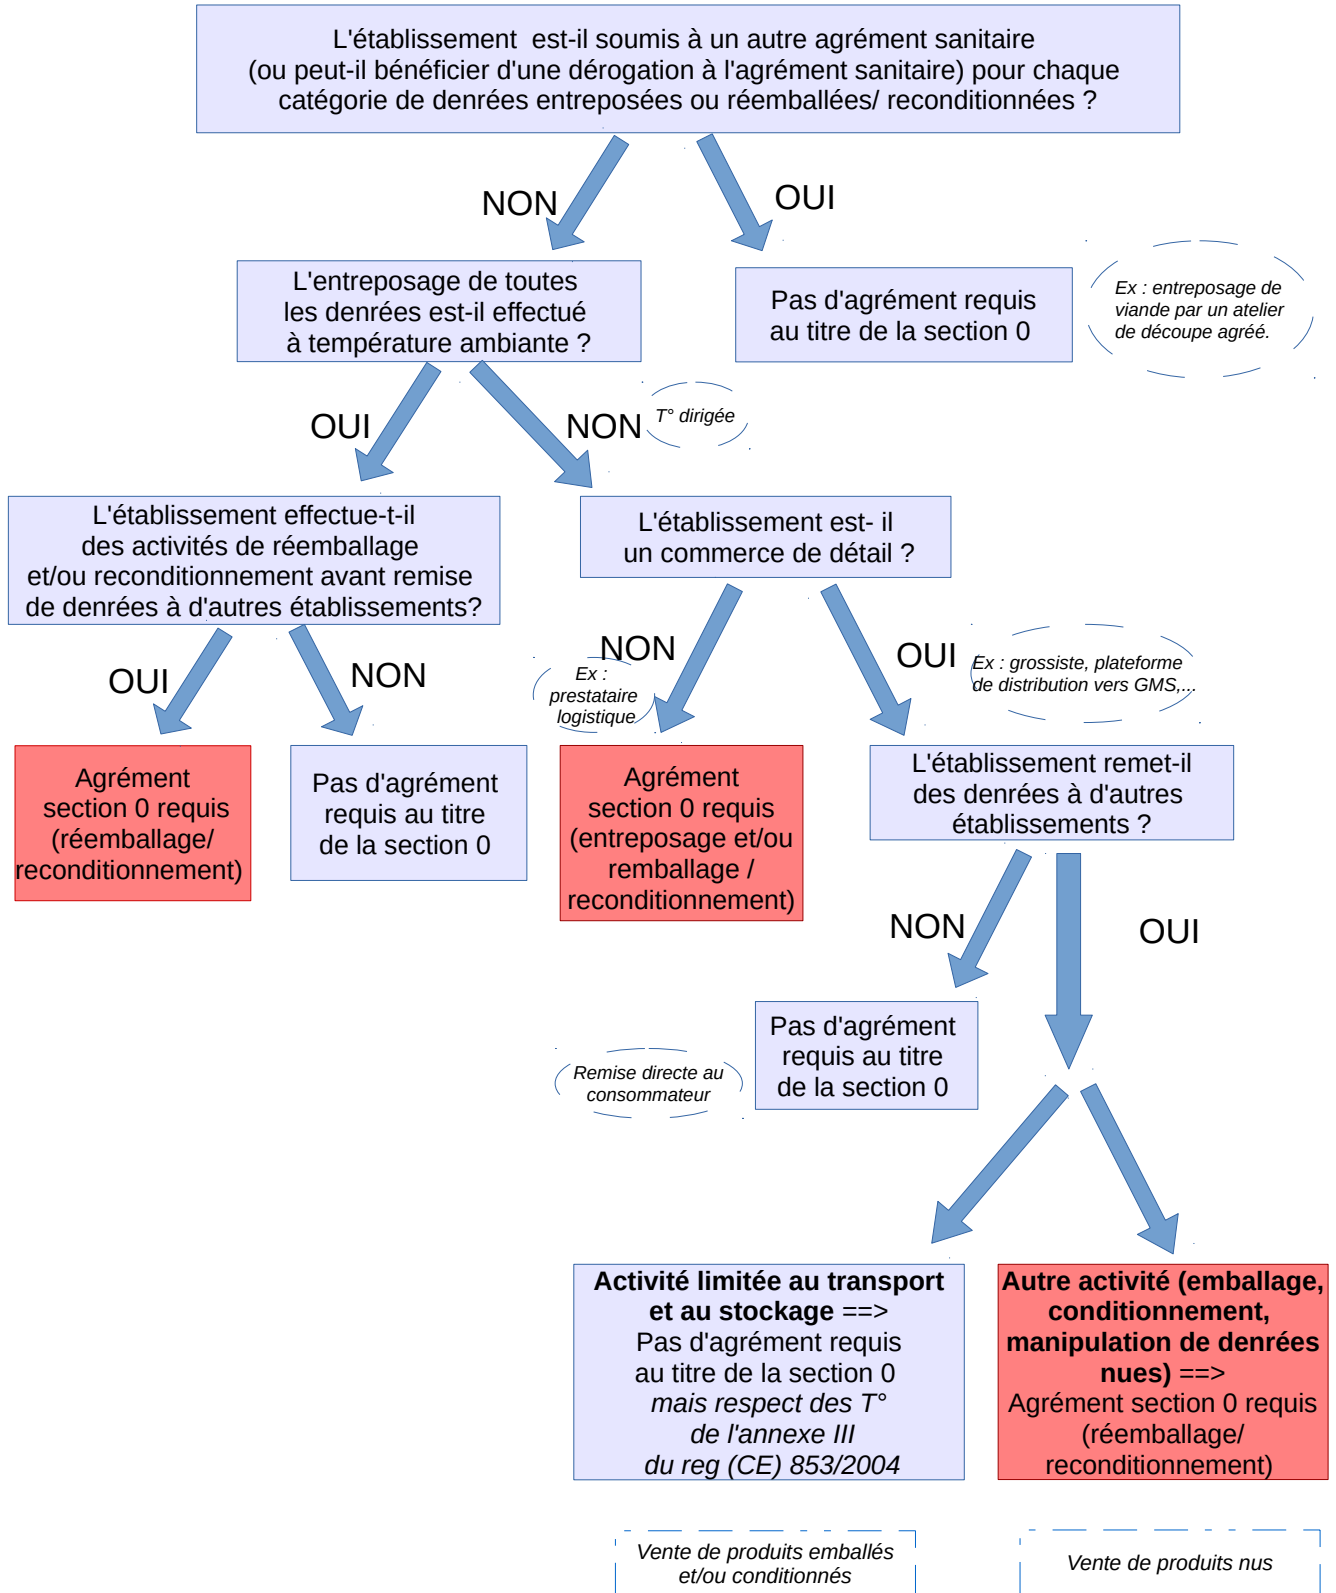 L'établissement est-il soumis à un autre agrément sanitaire
(ou peut-il bénéficier d'une dérogation à l'agrément sanitaire) pour chaque
catégorie de denrées entreposées ou réemballées/ reconditionnées ?
NON
OUI
L'entreposage de toutes
les denrées est-il effectué
à température ambiante ?
Pas d'agrément requis
au titre de la section 0
Ex : entreposage de
viande par un atelier
de découpe agréé.
OUI
NON
T° dirigée
L'établissement effectue-t-il
des activités de réemballage
et/ou reconditionnement avant remise
de denrées à d'autres établissements?
L'établissement est- il
un commerce de détail ?
OUI
NON
NON
Ex :
prestataire
logistique
OUI
Ex : grossiste, plateforme
de distribution vers GMS,...
Agrément
section 0 requis
(réemballage/
reconditionnement)
Pas d'agrément
requis au titre
de la section 0
Agrément
section 0 requis
(entreposage et/ou
remballage /
reconditionnement)
L'établissement remet-il
des denrées à d'autres
établissements ?
NON
OUI
Pas d'agrément
requis au titre
de la section 0
Remise directe au
consommateur
Activité limitée au transport
et au stockage ==>
Pas d'agrément requis
au titre de la section 0
mais respect des T°
de l'annexe III
du reg (CE) 853/2004
Autre activité (emballage,
conditionnement,
manipulation de denrées
nues) ==>
Agrément section 0 requis
(réemballage/
reconditionnement)
Vente de produits emballés
et/ou conditionnés
Vente de produits nus